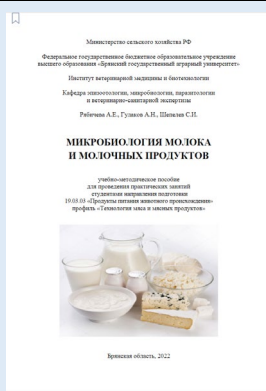 Министерство сельского хозяйства РФ
Федеральное государственное бюджетное образовательное учреждение
высшего образования «Брянский государственный аграрный университет»
Институт ветеринарной медицины и биотехнологии
Кафедра эпизоотологии, микробиологии, паразитологии
и ветеринарно-санитарной экспертизы
Рябичева А.Е., Гулаков А.Н., Шапелев С.И.
МИКРОБИОЛОГИЯ МОЛОКА
И МОЛОЧНЫХ ПРОДУКТОВ
учебно-методическое пособие
для проведения практических занятий
студентами направления подготовки
19.03.03 «Продукты питания животного происхождения»
профиль «Технология мяса и мясных продуктов»
Брянская область, 2022